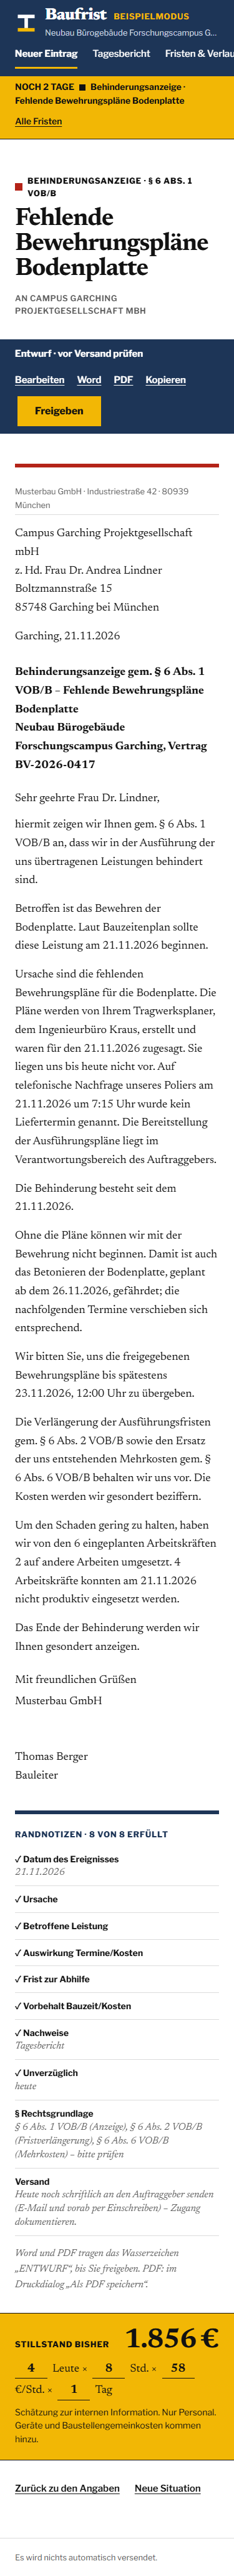 Baufrist BEISPIELMODUS
Neubau Bürogebäude Forschungscampus G…
Neuer Eintrag Tagesbericht Fristen & Verlau
NOCH 2 TAGE ■ Behinderungsanzeige ·
Fehlende Bewehrungspläne Bodenplatte
Alle Fristen
BEHINDERUNGSANZEIGE · § 6 ABS. 1
VOB/B
Fehlende
Bewehrungspläne
Bodenplatte
AN CAMPUS GARCHING
PROJEKTGESELLSCHAFT MBH
Entwurf · vor Versand prüfen
Bearbeiten Word PDF Kopieren
Freigeben
Musterbau GmbH · Industriestraße 42 · 80939
München
Campus Garching Projektgesellschaft
mbH
z. Hd. Frau Dr. Andrea Lindner
Boltzmannstraße 15
85748 Garching bei München
Garching, 21.11.2026
Behinderungsanzeige gem. § 6 Abs. 1
VOB/B – Fehlende Bewehrungspläne
Bodenplatte
Neubau Bürogebäude
Forschungscampus Garching, Vertrag
BV-2026-0417
Sehr geehrte Frau Dr. Lindner,
hiermit zeigen wir Ihnen gem. § 6 Abs. 1
VOB/B an, dass wir in der Ausführung der
uns übertragenen Leistungen behindert
sind.
Betroffen ist das Bewehren der
Bodenplatte. Laut Bauzeitenplan sollte
diese Leistung am 21.11.2026 beginnen.
Ursache sind die fehlenden
Bewehrungspläne für die Bodenplatte. Die
Pläne werden von Ihrem Tragwerksplaner,
dem Ingenieurbüro Kraus, erstellt und
waren für den 21.11.2026 zugesagt. Sie
liegen uns bis heute nicht vor. Auf
telefonische Nachfrage unseres Poliers am
21.11.2026 um 7:15 Uhr wurde kein
Liefertermin genannt. Die Bereitstellung
der Ausführungspläne liegt im
Verantwortungsbereich des Auftraggebers.
Die Behinderung besteht seit dem
21.11.2026.
Ohne die Pläne können wir mit der
Bewehrung nicht beginnen. Damit ist auch
das Betonieren der Bodenplatte, geplant
ab dem 26.11.2026, gefährdet; die
nachfolgenden Termine verschieben sich
entsprechend.
Wir bitten Sie, uns die freigegebenen
Bewehrungspläne bis spätestens
23.11.2026, 12:00 Uhr zu übergeben.
Die Verlängerung der Ausführungsfristen
gem. § 6 Abs. 2 VOB/B sowie den Ersatz
der uns entstehenden Mehrkosten gem. §
6 Abs. 6 VOB/B behalten wir uns vor. Die
Kosten werden wir gesondert beziffern.
Um den Schaden gering zu halten, haben
wir von den 6 eingeplanten Arbeitskräften
2 auf andere Arbeiten umgesetzt. 4
Arbeitskräfte konnten am 21.11.2026
nicht produktiv eingesetzt werden.
Das Ende der Behinderung werden wir
Ihnen gesondert anzeigen.
Mit freundlichen Grüßen
Musterbau GmbH
Thomas Berger
Bauleiter
RANDNOTIZEN · 8 VON 8 ERFÜLLT
✓ Datum des Ereignisses
21.11.2026
✓ Ursache
✓ Betroffene Leistung
✓ Auswirkung Termine/Kosten
✓ Frist zur Abhilfe
✓ Vorbehalt Bauzeit/Kosten
✓ Nachweise
Tagesbericht
✓ Unverzüglich
heute
§ Rechtsgrundlage
§ 6 Abs. 1 VOB/B (Anzeige), § 6 Abs. 2 VOB/B
(Fristverlängerung), § 6 Abs. 6 VOB/B
(Mehrkosten) – bitte prüfen
Versand
Heute noch schriftlich an den Auftraggeber senden
(E-Mail und vorab per Einschreiben) – Zugang
dokumentieren.
Word und PDF tragen das Wasserzeichen
„ENTWURF“, bis Sie freigeben. PDF: im
Druckdialog „Als PDF speichern“.
STILLSTAND BISHER 1.856 €
4 Leute × 8 Std. × 58
€/Std. × 1 Tag
Schätzung zur internen Information. Nur Personal.
Geräte und Baustellengemeinkosten kommen
hinzu.
Zurück zu den Angaben Neue Situation
Es wird nichts automatisch versendet.